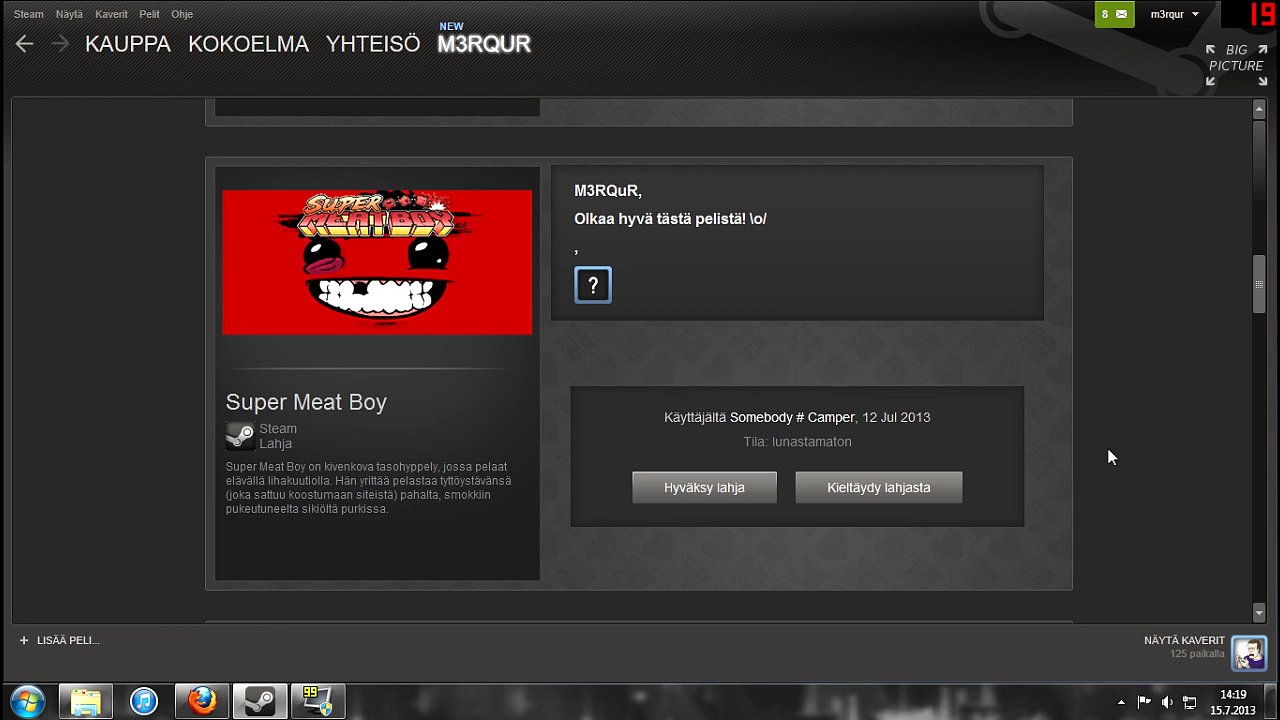 Steam Näytä Kaverit Pelit Ohje
8
m3rqur
19
NEW
KAUPPA KOKOELMA YHTEISÖ M3RQUR
BIG
PICTURE
SUPER
MEAT BOY
M3RQuR,
Olkaa hyvä tästä pelistä! \o/
,
?
Super Meat Boy
Steam
Lahja
Super Meat Boy on kivenkova tasohyppely, jossa pelaat
elävällä lihakuutiolla. Hän yrittää pelastaa tyttöystävänsä
(joka sattuu koostumaan siteistä) pahalta, smokkiin
pukeutuneelta sikiöltä purkissa.
Käyttäjältä Somebody # Camper, 12 Jul 2013
Tila: lunastamaton
Hyväksy lahja Kieltäydy lahjasta
+ LISÄÄ PELI...
NÄYTÄ KAVERIT
125 paikalla
99
14:19
15.7.2013